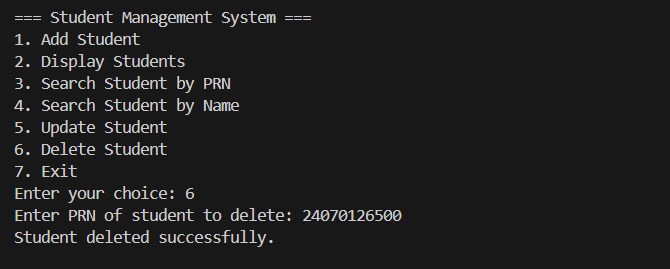 === Student Management System ===
1. Add Student
2. Display Students
3. Search Student by PRN
4. Search Student by Name
5. Update Student
6. Delete Student
7. Exit
Enter your choice: 6
Enter PRN of student to delete: 24070126500
Student deleted successfully.